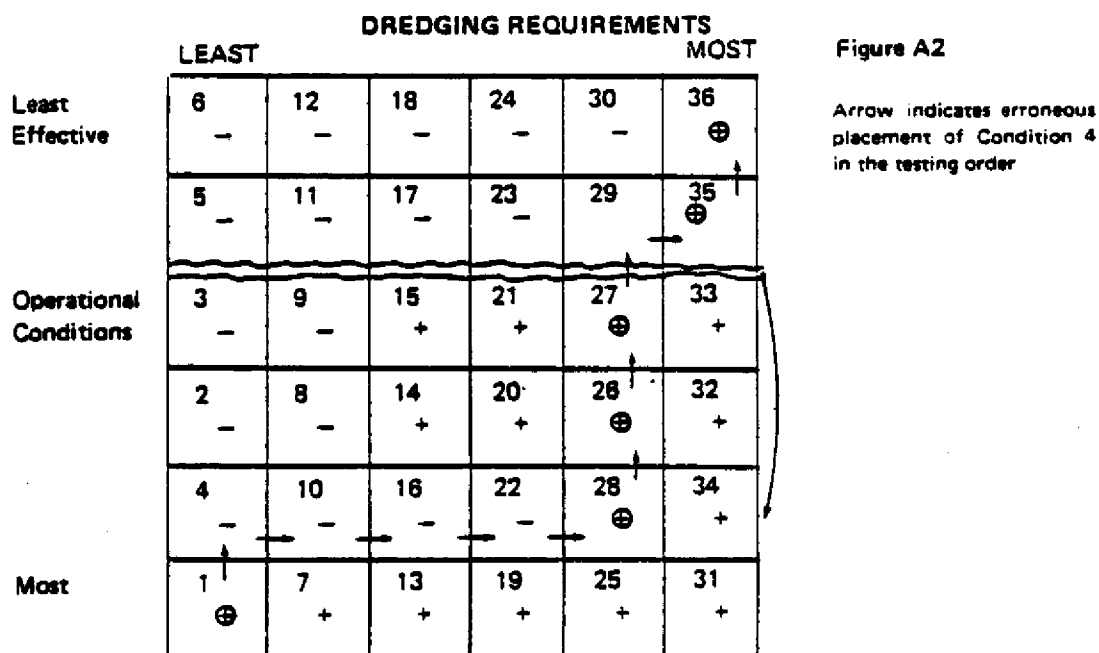 DREDGING REQUIREMENTS
LEAST MOST
Figure A2
Arrow indicates erroneous
placement of Condition 4
in the testing order
Least
Effective
6 12 18 24 30 36
− − − − − ⊕
5 11 17 23 29 35
− − − − ⊕
Operational
Conditions
3 9 15 21 27 33
− − + + ⊕ +
2 8 14 20 26 32
− − + + ⊕ +
4 10 16 22 28 34
− − − − ⊕ +
Most
1 7 13 19 25 31
⊕ + + + + +